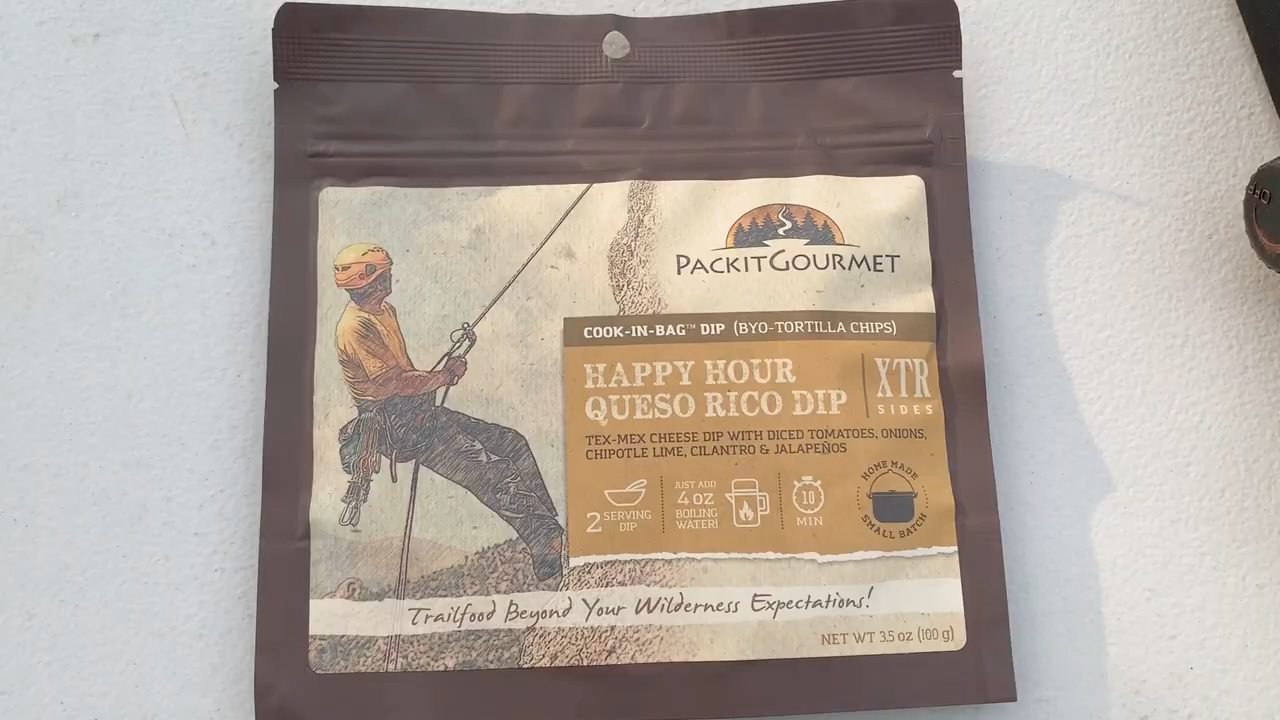 PACKITGOURMET
COOK-IN-BAG™ DIP (BYO-TORTILLA CHIPS)
HAPPY HOUR
QUESO RICO DIP
XTR
SIDES
TEX-MEX CHEESE DIP WITH DICED TOMATOES, ONIONS,
CHIPOTLE LIME, CILANTRO & JALAPEÑOS
2 SERVING
DIP
JUST ADD
4 OZ
BOILING
WATER!
10
MIN
HOME MADE
SMALL BATCH
Trailfood Beyond Your Wilderness Expectations!
NET WT 3.5 oz (100 g)